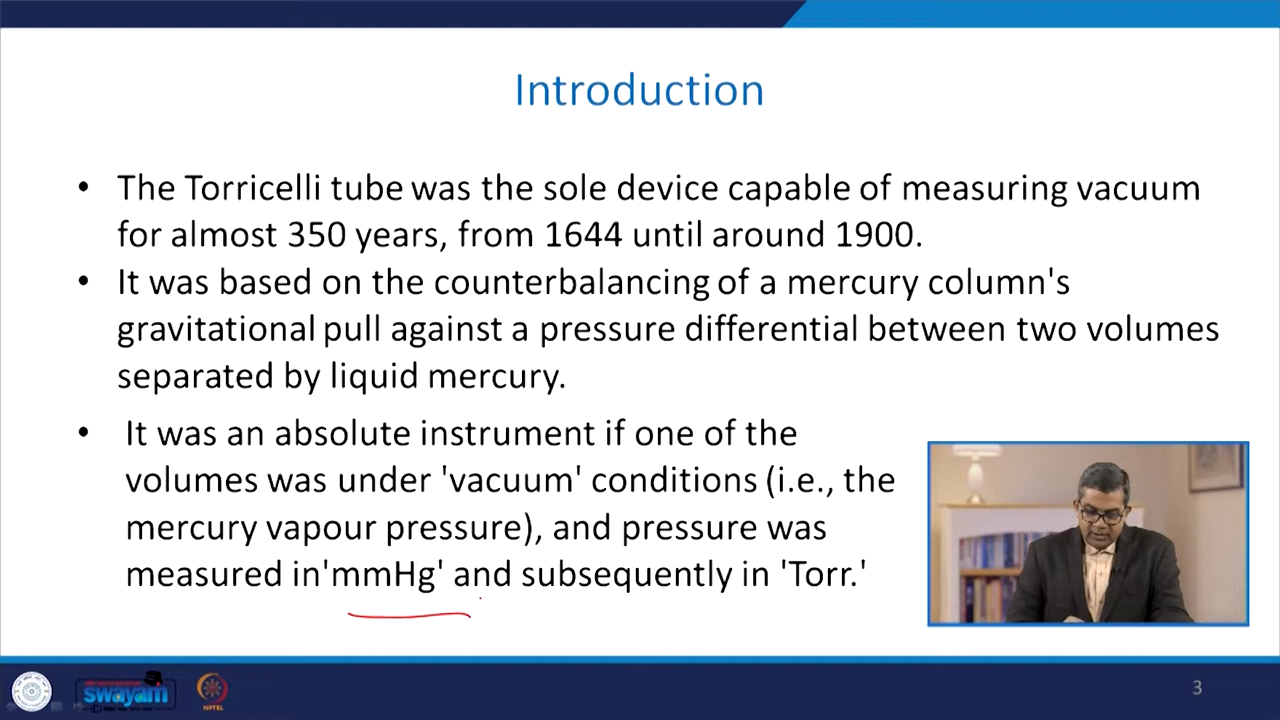 Introduction
• The Torricelli tube was the sole device capable of measuring vacuum
for almost 350 years, from 1644 until around 1900.
• It was based on the counterbalancing of a mercury column's
gravitational pull against a pressure differential between two volumes
separated by liquid mercury.
• It was an absolute instrument if one of the
volumes was under 'vacuum' conditions (i.e., the
mercury vapour pressure), and pressure was
measured in'mmHg' and subsequently in 'Torr.'
swayam
NPTEL
3